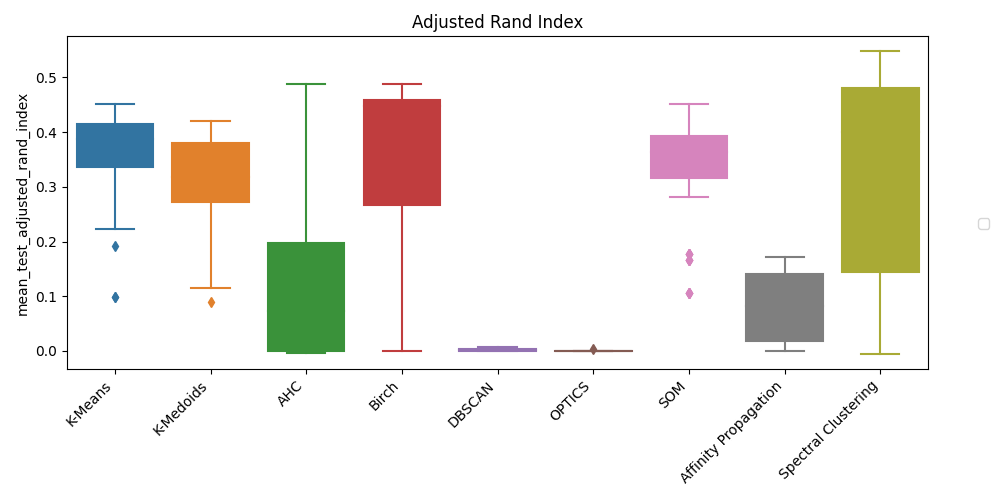 Adjusted Rand Index
mean_test_adjusted_rand_index
0.5
0.4
0.3
0.2
0.1
0.0
K-Means
K-Medoids
AHC
Birch
DBSCAN
OPTICS
SOM
Affinity Propagation
Spectral Clustering